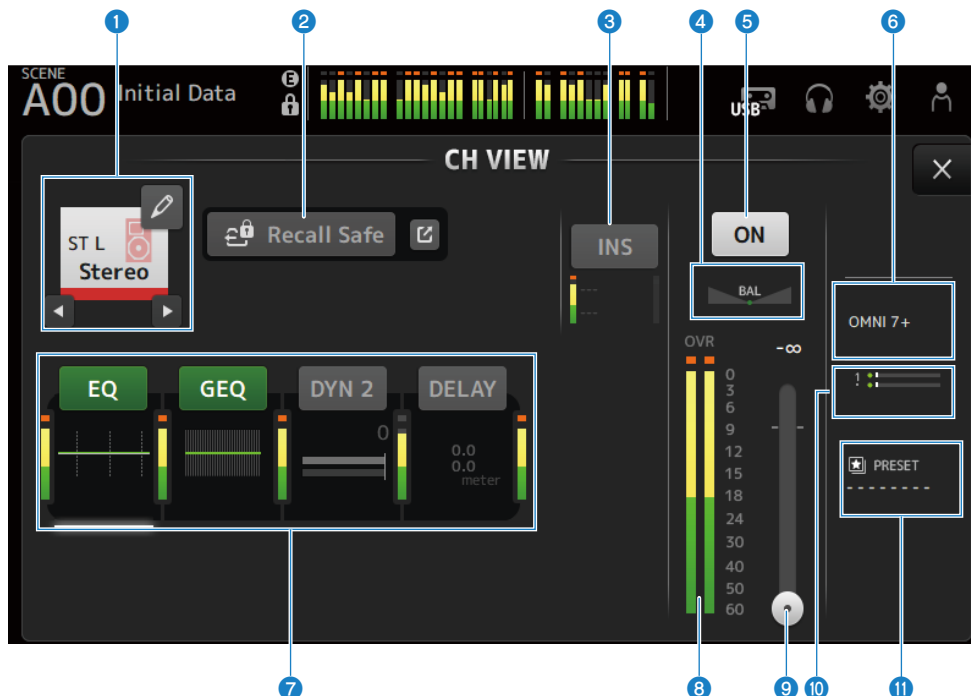 1 2 3 4 5 6
SCENE
A00 Initial Data E USB
CH VIEW
ST L
Stereo
Recall Safe
INS
---
---
ON
BAL
OMNI 7+
OVR -∞
1
EQ GEQ DYN 2 DELAY
0
0.0
0.0
meter
0
3
6
9
12
15
18
24
30
40
50
60
PRESET
--------
7 8 9 10 11